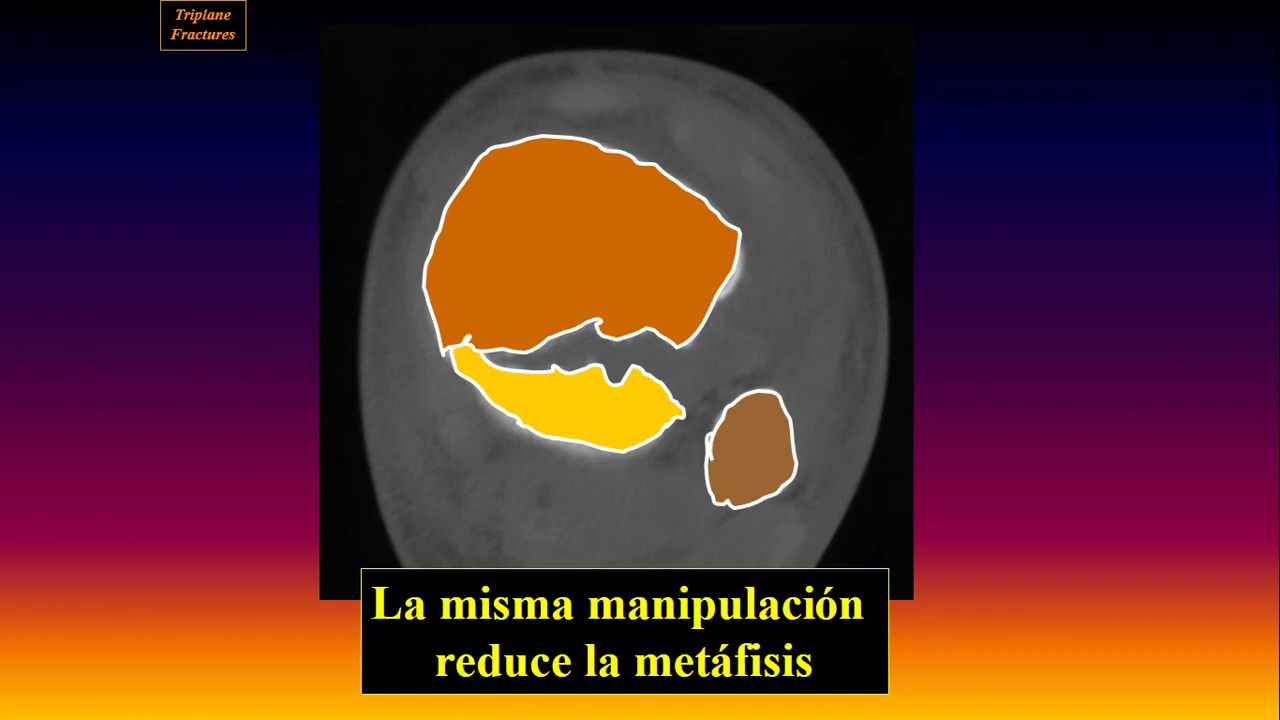 Triplane
Fractures
La misma manipulación
reduce la metáfisis